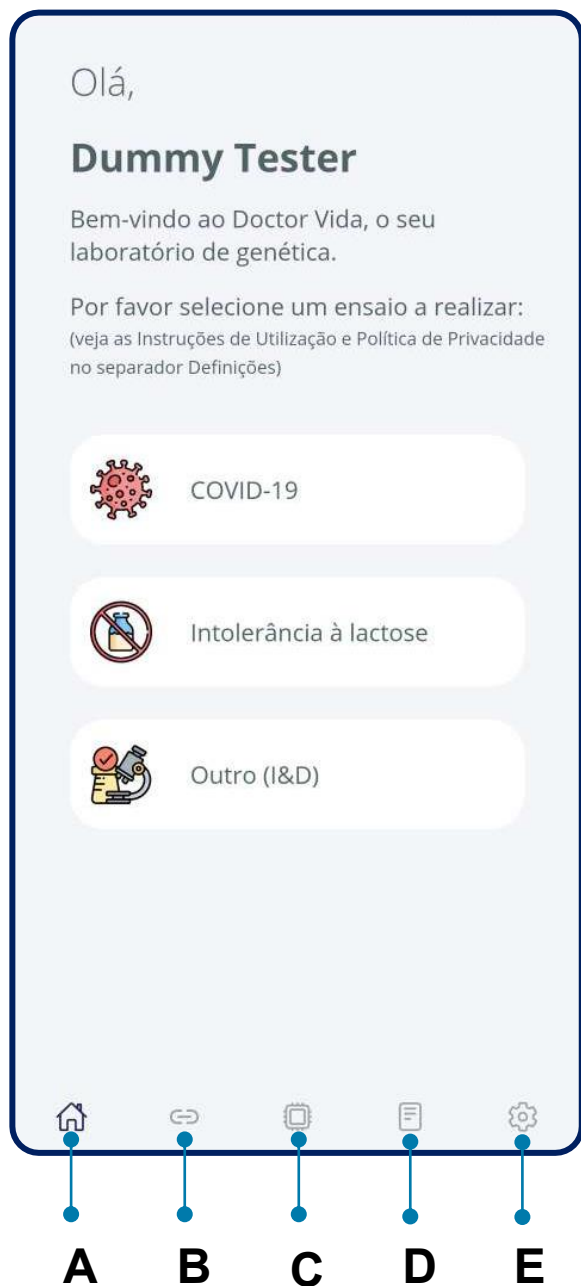 Olá,
Dummy Tester
Bem-vindo ao Doctor Vida, o seu
laboratório de genética.
Por favor selecione um ensaio a realizar:
(veja as Instruções de Utilização e Política de Privacidade
no separador Definições)
COVID-19
Intolerância à lactose
Outro (I&D)
A B C D E